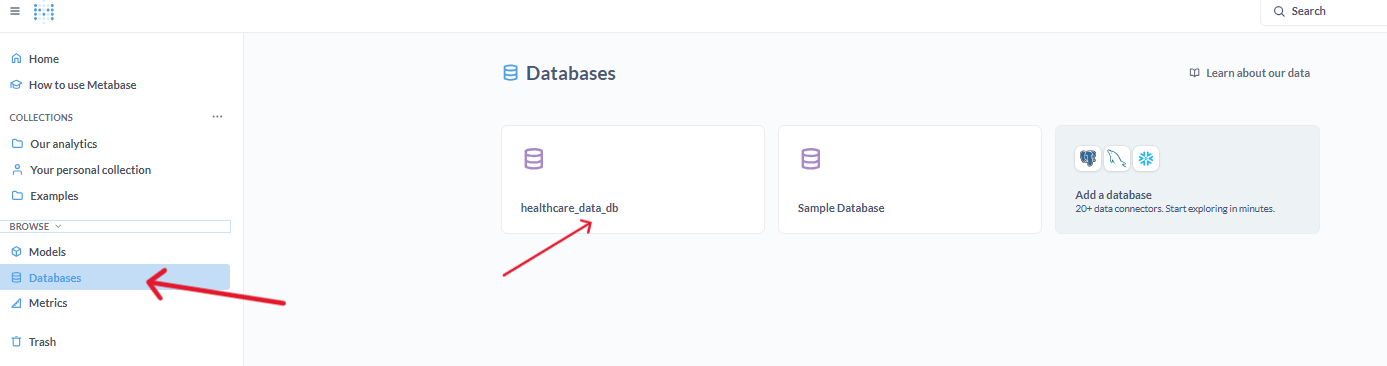 Search
Home
How to use Metabase
COLLECTIONS
Our analytics
Your personal collection
Examples
BROWSE
Models
Databases
Metrics
Trash
Databases
Learn about our data
healthcare_data_db
Sample Database
Add a database
20+ data connectors. Start exploring in minutes.